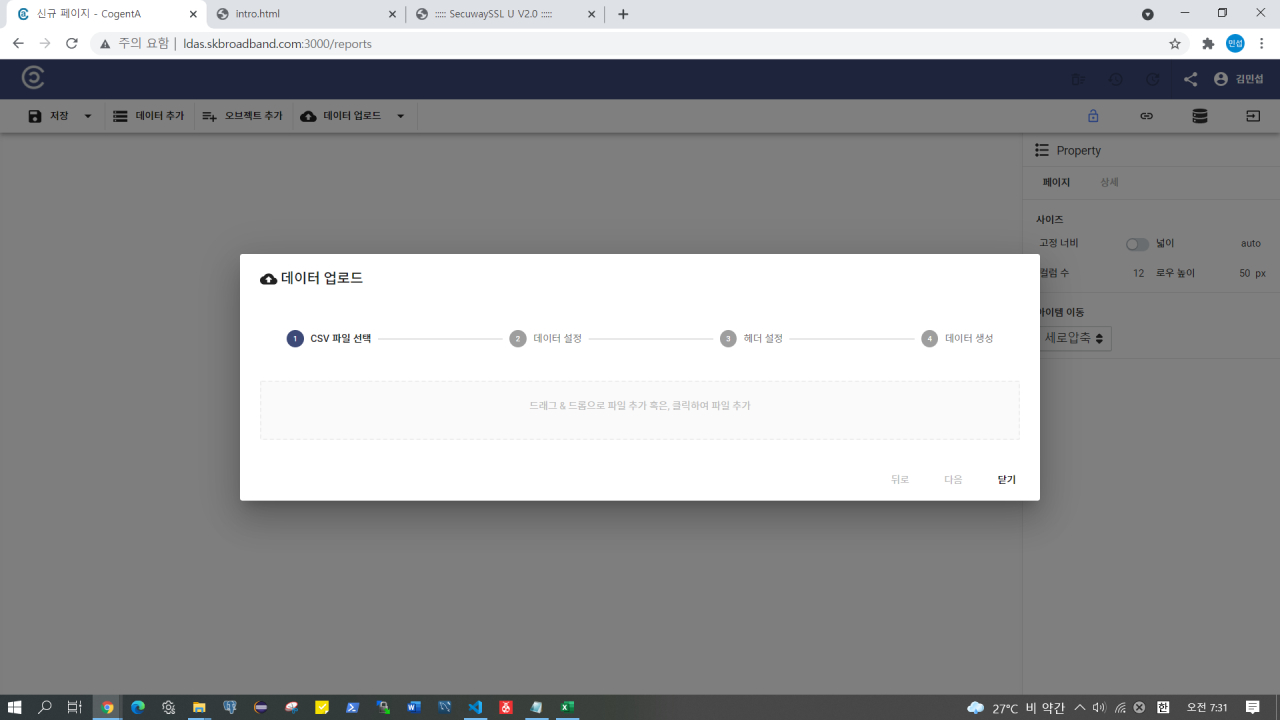 신규 페이지 - CogentA
intro.html
::::: SecuwaySSL U V2.0 :::::
주의 요함 | ldas.skbroadband.com:3000/reports
민섭
김민섭
저장
데이터 추가
오브젝트 추가
데이터 업로드
Property
페이지
상세
사이즈
고정 너비
넓이
auto
컬럼 수
12
로우 높이
50 px
아이템 이동
세로압축
데이터 업로드
1 CSV 파일 선택
2 데이터 설정
3 헤더 설정
4 데이터 생성
드래그 & 드롭으로 파일 추가 혹은, 클릭하여 파일 추가
뒤로
다음
닫기
27°C 비 약간
한
오전 7:31